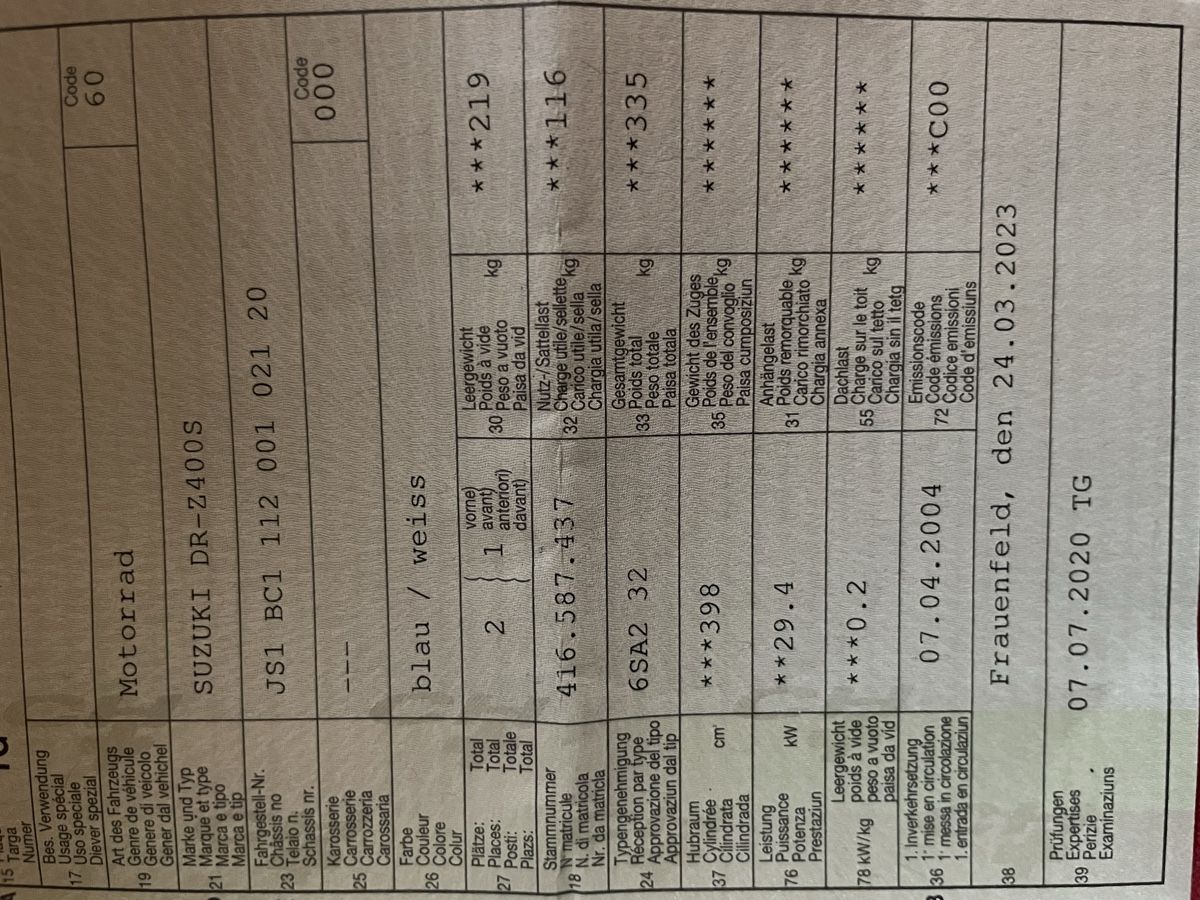 15 Targa
Numer
Bes. Verwendung
Usage spécial
17 Uso speciale
Diever spezial
Code
60
Art des Fahrzeugs
Genre de véhicule
19 Genere di veicolo
Gener dal vehichel
Motorrad
Marke und Typ
Marque et type
21 Marca e tipo
Marca e tip
SUZUKI DR-Z400S
Fahrgestell-Nr.
Châssis no
23 Telaio n.
Schassis nr.
JS1 BC1 112 001 021 20
Karosserie
Carrosserie
25 Carrozzeria
Carossaria
---
Code
000
Farbe
Couleur
26 Colore
Colur
blau / weiss
Plätze: Total
Places: Total
27 Posti: Totale
Plazs: Total
2 { 1
vorne)
avant)
anteriori)
davant)
Leergewicht
Poids à vide
30 Peso a vuoto
Paisa da vid
kg
***219
Stammnummer
18 N° matricule
N. di matricola
Nr. da matricla
416.587.437
Nutz-/Sattellast
Charge utile/sellette
32 Carico utile/sella kg
Chargia utila/sella
***116
Typengenehmigung
Réception par type
24 Approvazione del tipo
Approvaziun dal tip
6SA2 32
Gesamtgewicht
Poids total
33 Peso totale
Paisa totala
kg
***335
Hubraum
Cylindrée
37 Cilindrata
Cilindrada
cm³
***398
Gewicht des Zuges
Poids de l'ensemble
35 Peso del convoglio kg
Paisa cumposiziun
*******
Leistung
Puissance
76 Potenza
Prestaziun
kW
**29.4
Anhängelast
Poids remorquable
31 Carico rimorchiato kg
Chargia annexa
*******
Leergewicht
poids à vide
78 kW/kg peso a vuoto
paisa da vid
***0.2
Dachlast
Charge sur le toit
55 Carico sul tetto kg
Chargia sin il tetg
*******
B
1. Inverkehrsetzung
36 1ʳᵉ mise en circulation
1ᵃ messa in circolazione
1. entrada en circulaziun
07.04.2004
Emissionscode
72 Code émissions
Codice emissioni
Code d'emissiuns
***C00
38
Frauenfeld, den 24.03.2023
Prüfungen
39 Expertises
Perizie
Examinaziuns
07.07.2020 TG